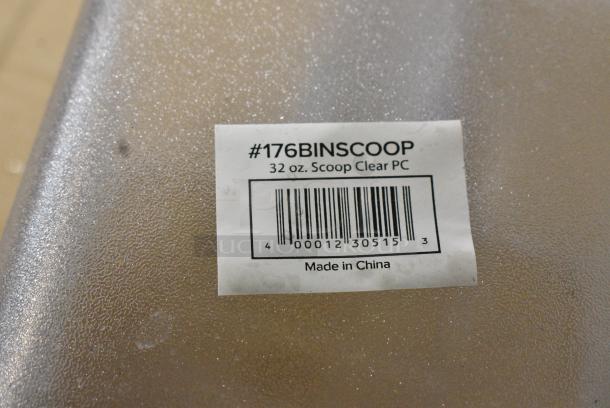 #176BINSCOOP
32 oz. Scoop Clear PC
4 00012 30515 3
Made in China